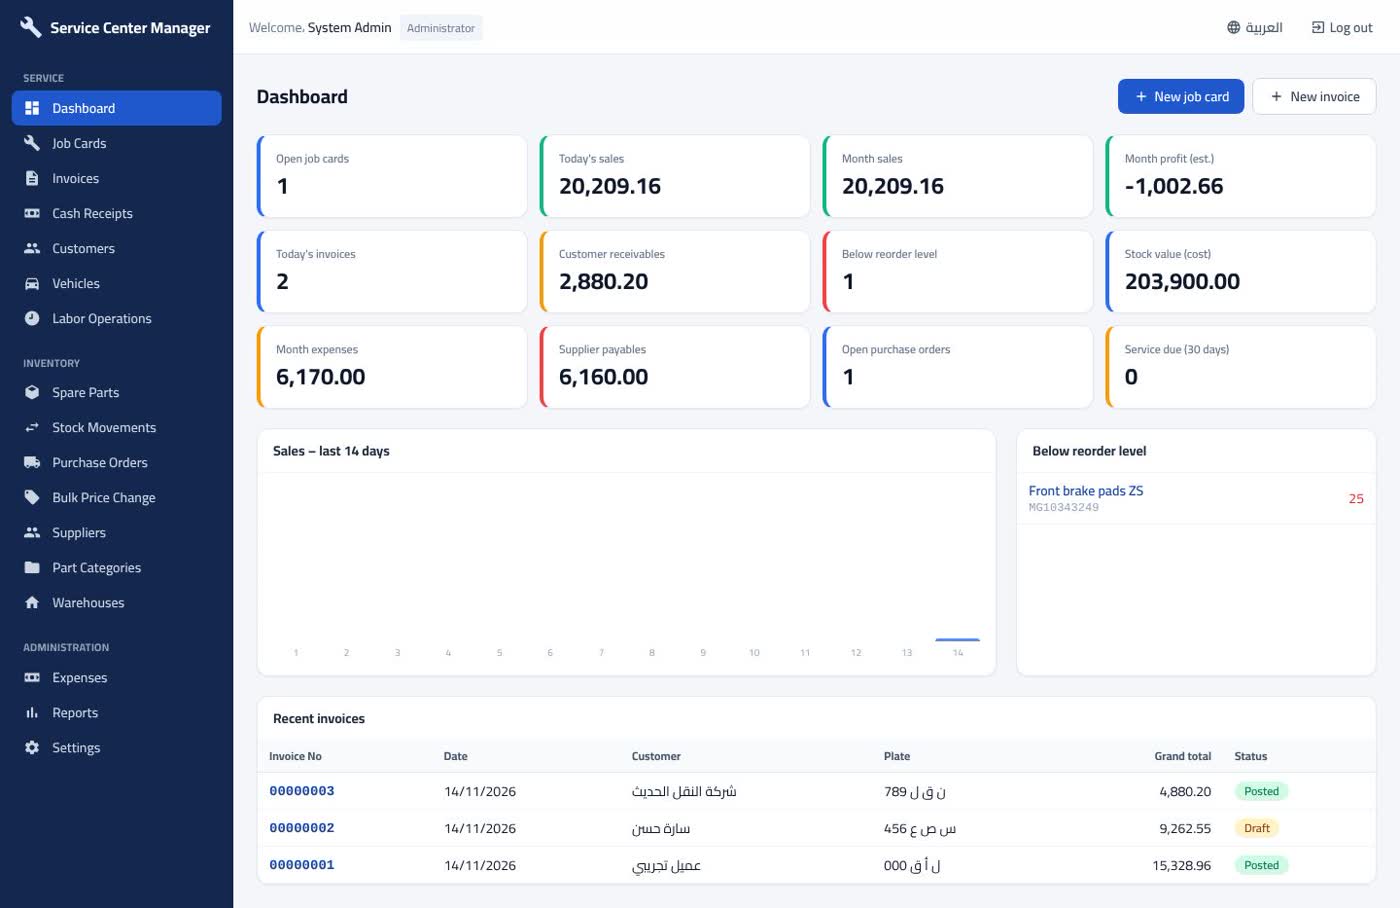 Service Center Manager
Welcome، System Admin Administrator
العربية
Log out
SERVICE
Dashboard
Job Cards
Invoices
Cash Receipts
Customers
Vehicles
Labor Operations
INVENTORY
Spare Parts
Stock Movements
Purchase Orders
Bulk Price Change
Suppliers
Part Categories
Warehouses
ADMINISTRATION
Expenses
Reports
Settings
Dashboard
+ New job card
+ New invoice
Open job cards
1
Today's sales
20,209.16
Month sales
20,209.16
Month profit (est.)
-1,002.66
Today's invoices
2
Customer receivables
2,880.20
Below reorder level
1
Stock value (cost)
203,900.00
Month expenses
6,170.00
Supplier payables
6,160.00
Open purchase orders
1
Service due (30 days)
0
Sales – last 14 days
1 2 3 4 5 6 7 8 9 10 11 12 13 14
Below reorder level
Front brake pads ZS
MG10343249
25
Recent invoices
Invoice No Date Customer Plate Grand total Status
00000003 14/11/2026 شركة النقل الحديث ن ق ل 789 4,880.20 Posted
00000002 14/11/2026 سارة حسن س ص ع 456 9,262.55 Draft
00000001 14/11/2026 عميل تجريبي ل أ ق 000 15,328.96 Posted